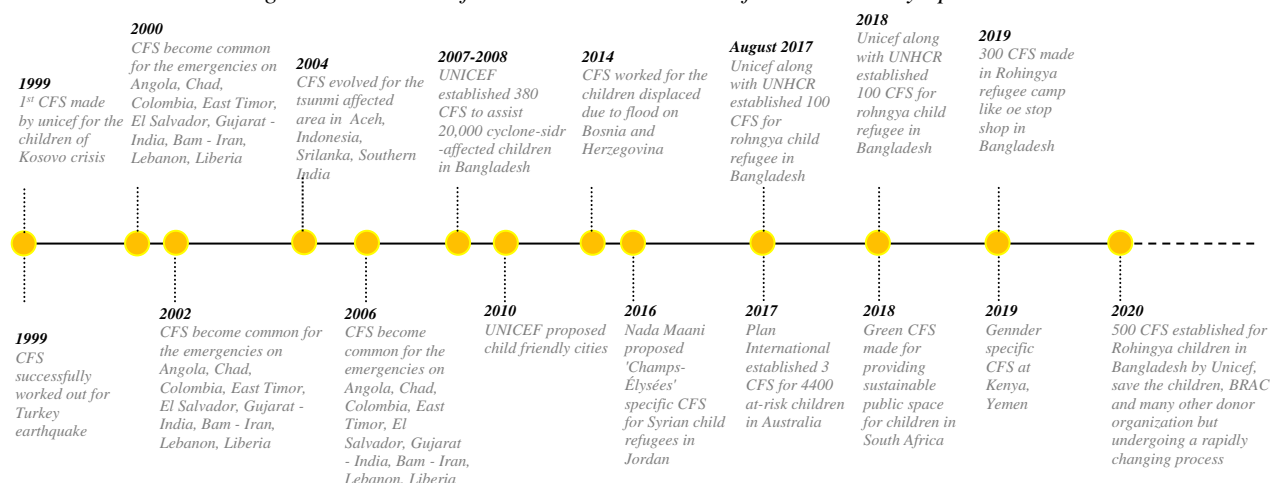 2000
CFS become common
for the emergencies on
Angola, Chad,
Colombia, East Timor,
El Salvador, Gujarat -
India, Bam - Iran,
Lebanon, Liberia
1999
1st CFS made
by unicef for the
children of
Kosovo crisis
2004
CFS evolved for the
tsunmi affected
area in Aceh,
Indonesia,
Srilanka, Southern
India
2007-2008
UNICEF
established 380
CFS to assist
20,000 cyclone-sidr
-affected children
in Bangladesh
2014
CFS worked for the
children displaced
due to flood on
Bosnia and
Herzegovina
August 2017
Unicef along
with UNHCR
established 100
CFS for
rohngya child
refugee in
Bangladesh
2018
Unicef along
with UNHCR
established
100 CFS for
rohngya child
refugee in
Bangladesh
2019
300 CFS made
in Rohingya
refugee camp
like oe stop
shop in
Bangladesh
1999
CFS
successfully
worked out for
Turkey
earthquake
2002
CFS become common for
the emergencies on
Angola, Chad,
Colombia, East Timor,
El Salvador, Gujarat -
India, Bam - Iran,
Lebanon, Liberia
2006
CFS become
common for the
emergencies on
Angola, Chad,
Colombia, East
Timor, El
Salvador, Gujarat
- India, Bam - Iran,
Lebanon, Liberia
2010
UNICEF proposed
child friendly cities
2016
Nada Maani
proposed
'Champs-
Élysées'
specific CFS
for Syrian child
refugees in
Jordan
2017
Plan
International
established 3
CFS for 4400
at-risk children
in Australia
2018
Green CFS
made for
providing
sustainable
public space
for children in
South Africa
2019
Gennder
specific
CFS at
Kenya,
Yemen
2020
500 CFS established for
Rohingya children in
Bangladesh by Unicef,
save the children, BRAC
and many other donor
organization but
undergoing a rapidly
changing process